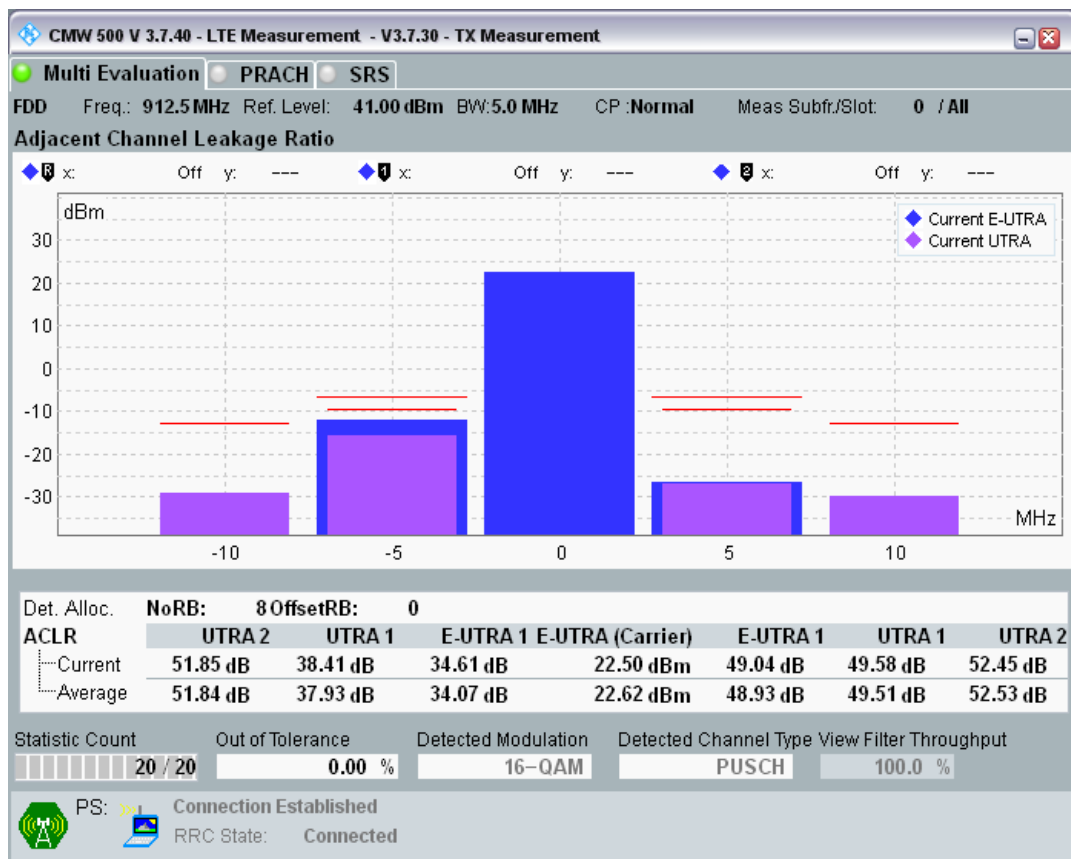 CMW 500 V 3.7.40 - LTE Measurement - V3.7.30 - TX Measurement
Multi Evaluation PRACH SRS
FDD Freq.: 912.5 MHz Ref. Level: 41.00 dBm BW:5.0 MHz CP :Normal Meas Subfr./Slot: 0 / All
Adjacent Channel Leakage Ratio
R x: Off y: --- 1 x: Off y: --- 2 x: Off y: ---
dBm
Current E-UTRA
Current UTRA
30
20
10
0
-10
-20
-30
MHz
-10 -5 0 5 10
Det. Alloc. NoRB: 8 OffsetRB: 0
ACLR UTRA 2 UTRA 1 E-UTRA 1 E-UTRA (Carrier) E-UTRA 1 UTRA 1 UTRA 2
Current 51.85 dB 38.41 dB 34.61 dB 22.50 dBm 49.04 dB 49.58 dB 52.45 dB
Average 51.84 dB 37.93 dB 34.07 dB 22.62 dBm 48.93 dB 49.51 dB 52.53 dB
Statistic Count Out of Tolerance Detected Modulation Detected Channel Type View Filter Throughput
20 / 20 0.00 % 16-QAM PUSCH 100.0 %
PS: Connection Established
RRC State: Connected